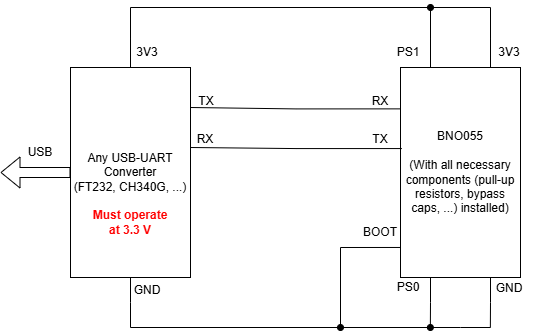 PS1
3V3
3V3
TX
RX
USB
Any USB-UART
Converter
(FT232, CH340G, ...)
Must operate
at 3.3 V
RX
TX
BNO055
(With all necessary
components (pull-up
resistors, bypass
caps, ...) installed)
BOOT
GND
PS0
GND